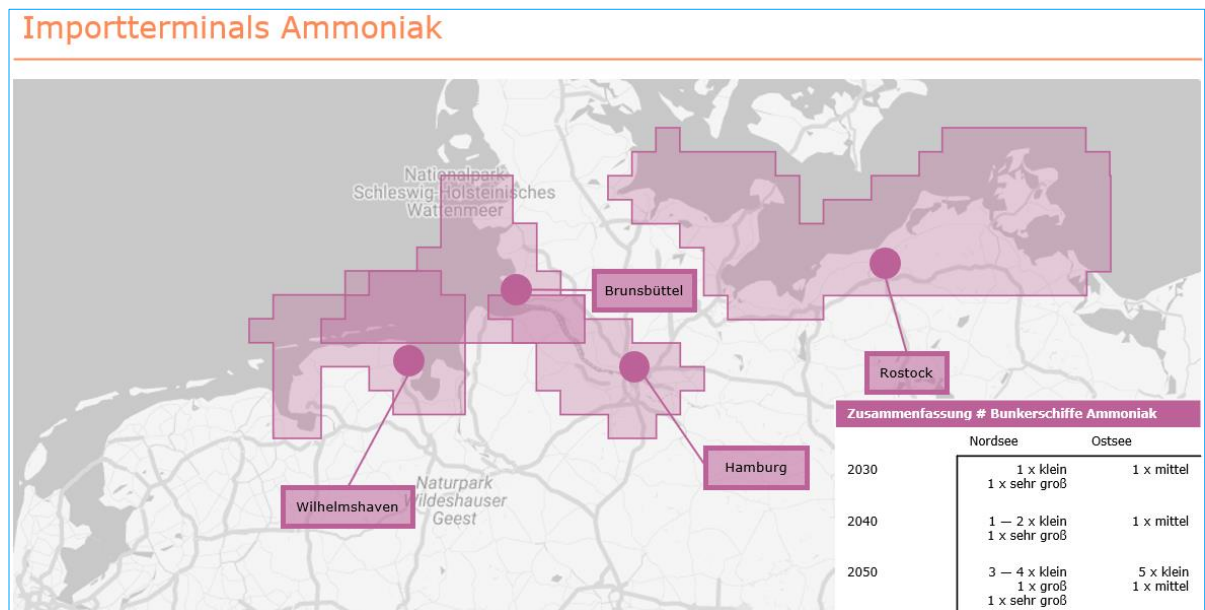 Importterminals Ammoniak
Nationalpark
Schleswig-Holsteinisches
Wattenmeer
Brunsbüttel
Rostock
Hamburg
Wilhelmshaven
Naturpark
Wildeshauser
Geest
Zusammenfassung # Bunkerschiffe Ammoniak
Nordsee Ostsee
2030 1 x klein 1 x mittel
1 x sehr groß
2040 1 — 2 x klein 1 x mittel
1 x sehr groß
2050 3 — 4 x klein 5 x klein
1 x groß 1 x mittel
1 x sehr groß